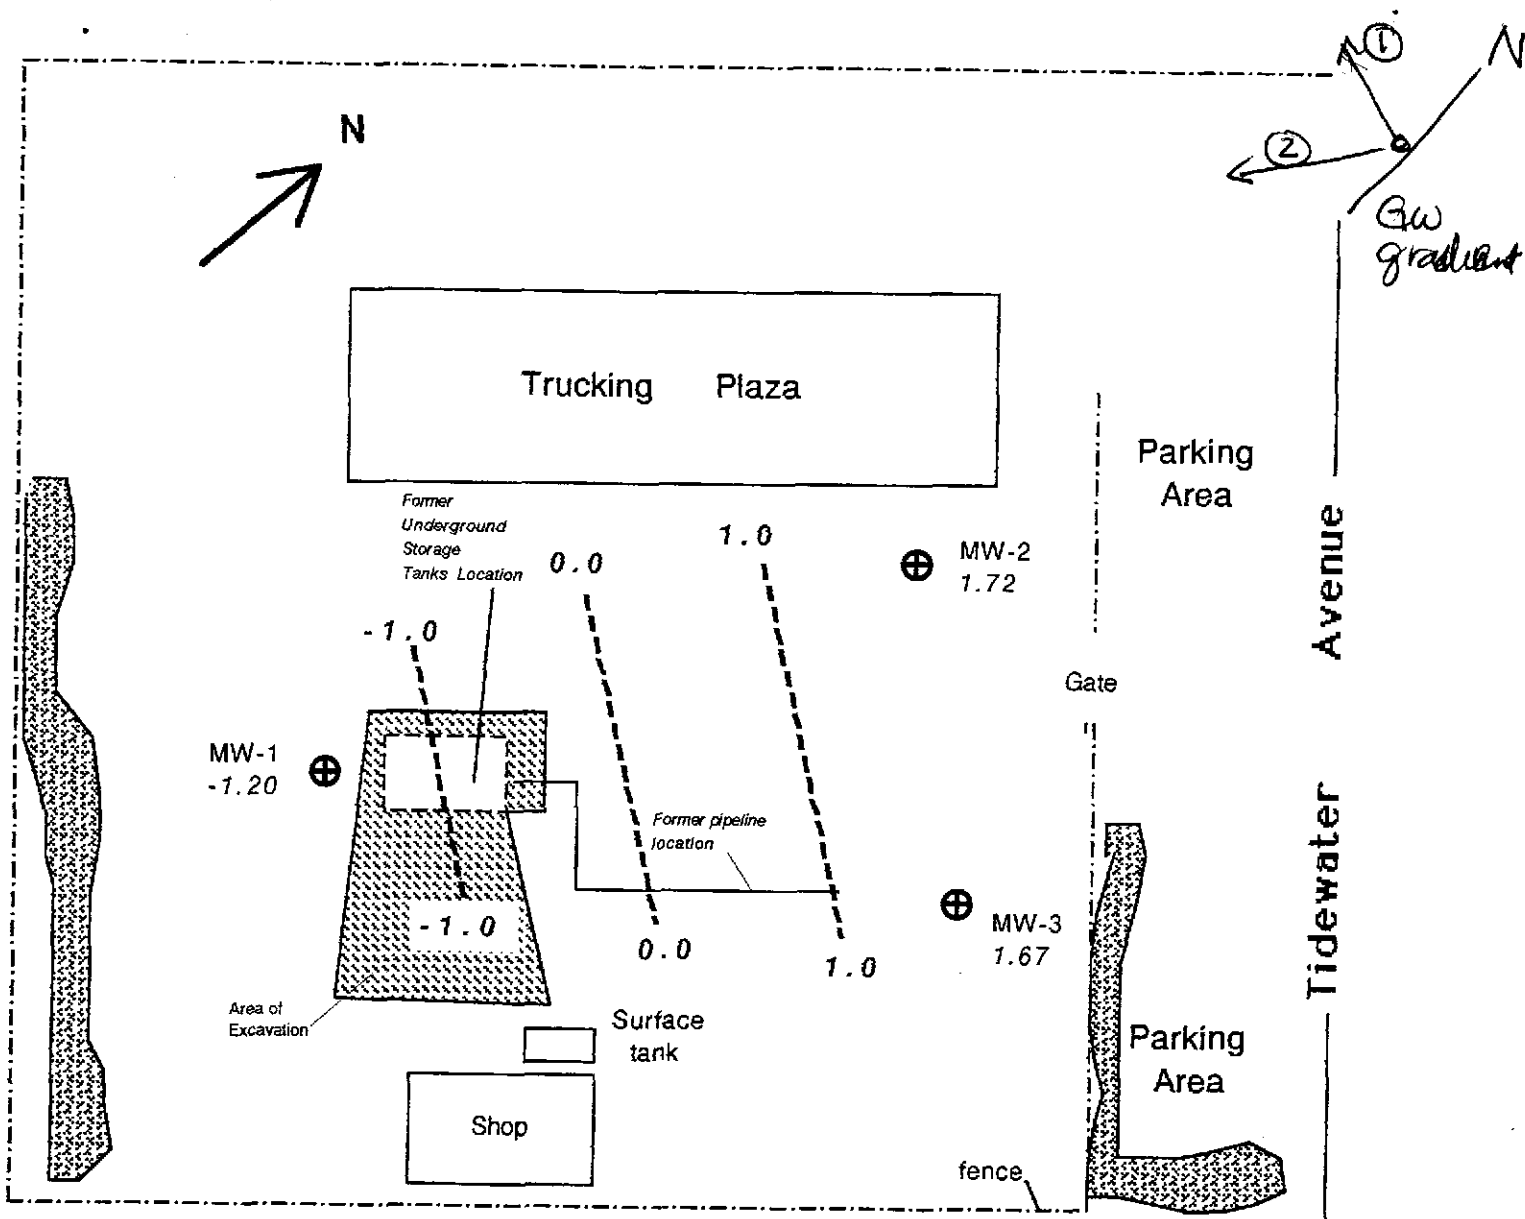 ①
N
②
GW
gradient
N
Trucking Plaza
Parking
Area
Former
Underground
Storage
Tanks Location
0.0
1.0
MW-2
1.72
-1.0
Gate
MW-1
-1.20
Former pipeline
location
MW-3
1.67
-1.0
0.0
1.0
Area of
Excavation
Surface
tank
Parking
Area
Shop
fence
Tidewater Avenue